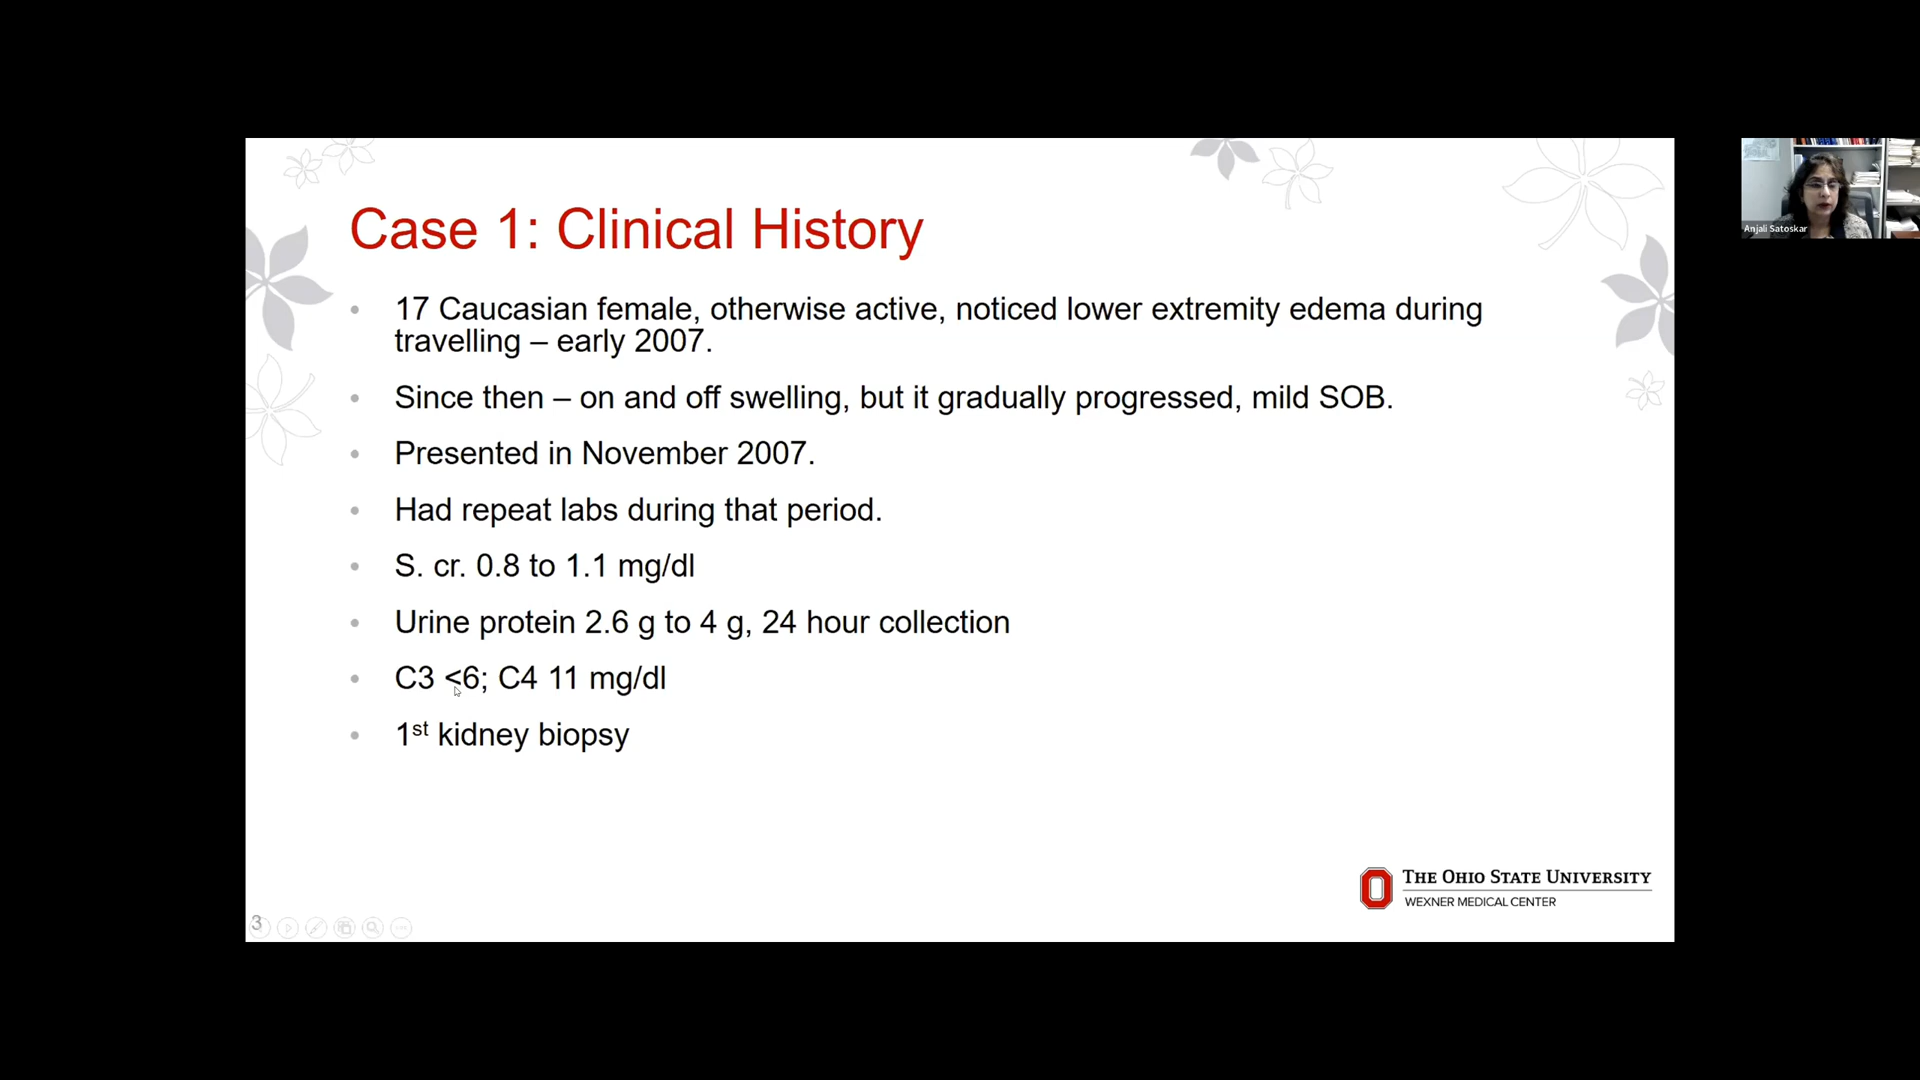 Case 1: Clinical History
Anjali Satoskar
• 17 Caucasian female, otherwise active, noticed lower extremity edema during
travelling – early 2007.
• Since then – on and off swelling, but it gradually progressed, mild SOB.
• Presented in November 2007.
• Had repeat labs during that period.
• S. cr. 0.8 to 1.1 mg/dl
• Urine protein 2.6 g to 4 g, 24 hour collection
• C3 <6; C4 11 mg/dl
• 1st kidney biopsy
THE OHIO STATE UNIVERSITY
WEXNER MEDICAL CENTER
3